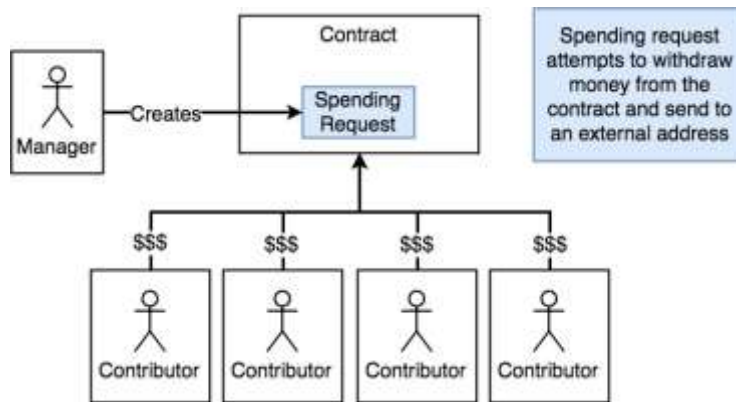 Contract
Spending
Request
Creates
Manager
Spending request
attempts to withdraw
money from the
contract and send to
an external address
$$$ $$$ $$$ $$$
Contributor Contributor Contributor Contributor